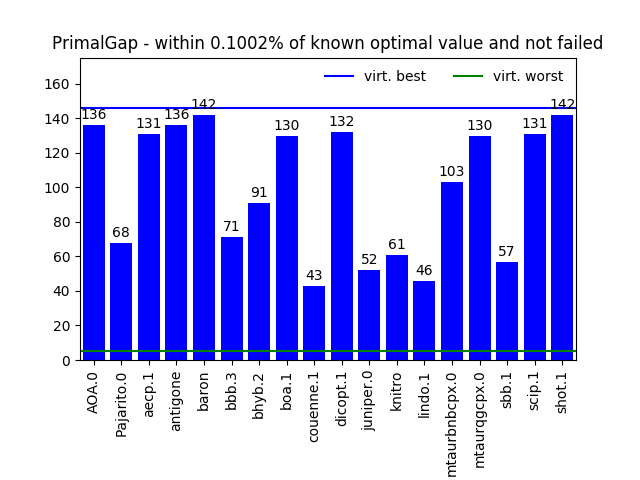 PrimalGap - within 0.1002% of known optimal value and not failed
virt. best virt. worst
160
140
120
100
80
60
40
20
0
136 68 131 136 142 71 91 130 43 132 52 61 46 103 130 57 131 142
AOA.0
Pajarito.0
aecp.1
antigone
baron
bbb.3
bhyb.2
boa.1
couenne.1
dicopt.1
juniper.0
knitro
lindo.1
mtaurbnbcpx.0
mtaurqgcpx.0
sbb.1
scip.1
shot.1